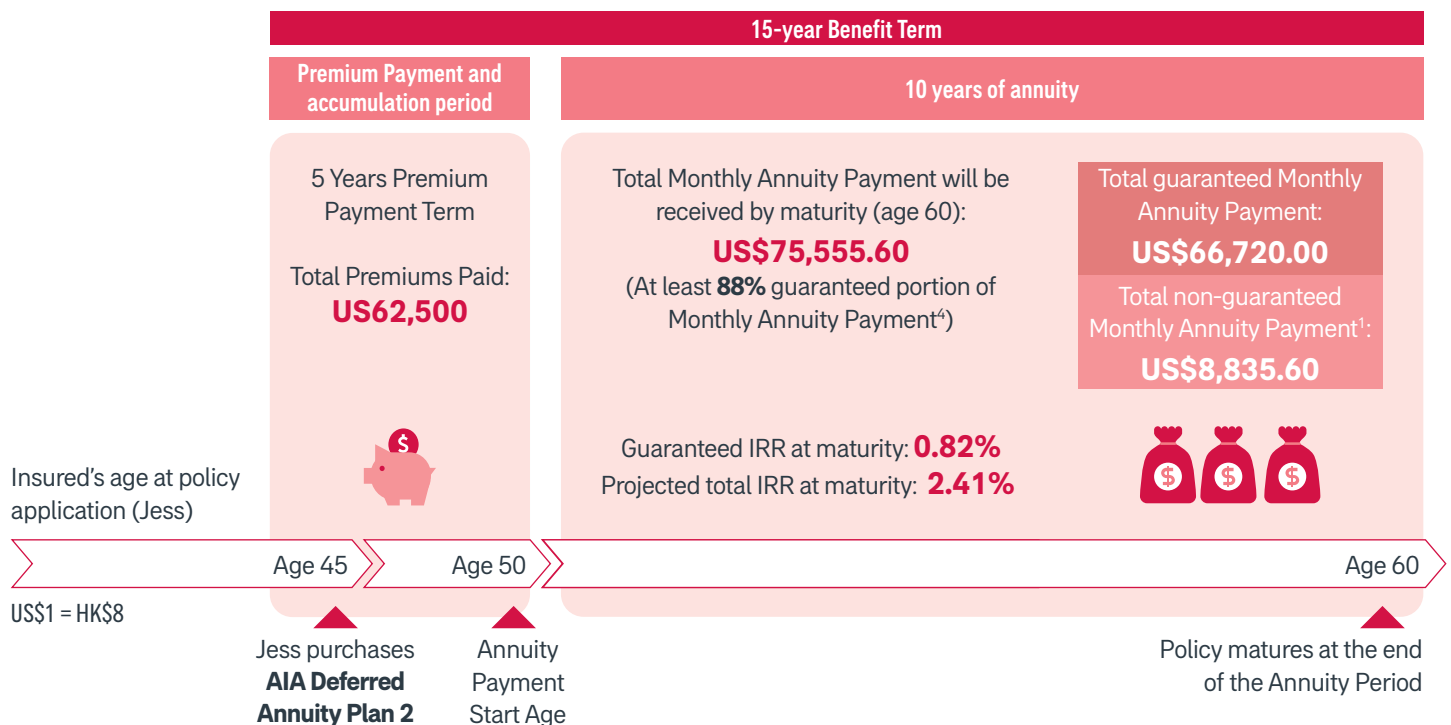 15-year Benefit Term
Premium Payment and
accumulation period
10 years of annuity
5 Years Premium
Payment Term
Total Premiums Paid:
US62,500
Total Monthly Annuity Payment will be
received by maturity (age 60):
US$75,555.60
(At least 88% guaranteed portion of
Monthly Annuity Payment⁴)
Total guaranteed Monthly
Annuity Payment:
US$66,720.00
Total non-guaranteed
Monthly Annuity Payment¹:
US$8,835.60
$
Guaranteed IRR at maturity: 0.82%
Projected total IRR at maturity: 2.41%
$ $ $
Insured's age at policy
application (Jess)
Age 45
Age 50
Age 60
US$1 = HK$8
Jess purchases
AIA Deferred
Annuity Plan 2
Annuity
Payment
Start Age
Policy matures at the end
of the Annuity Period